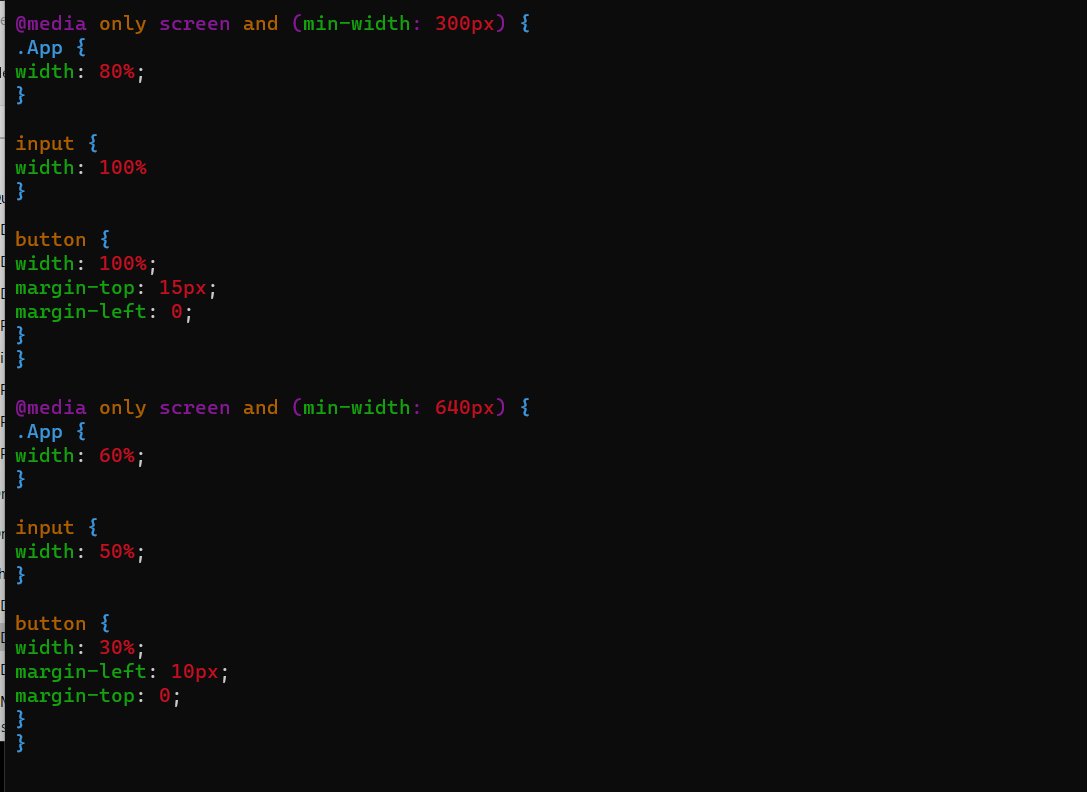 @media only screen and (min-width: 300px) {
.App {
width: 80%;
}
input {
width: 100%
}
button {
width: 100%;
margin-top: 15px;
margin-left: 0;
}
}
@media only screen and (min-width: 640px) {
.App {
width: 60%;
}
input {
width: 50%;
}
button {
width: 30%;
margin-left: 10px;
margin-top: 0;
}
}